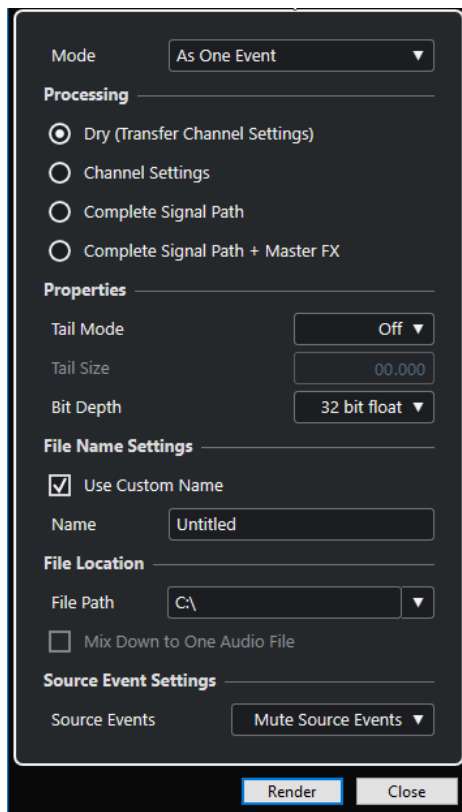 Mode As One Event
Processing
Dry (Transfer Channel Settings)
Channel Settings
Complete Signal Path
Complete Signal Path + Master FX
Properties
Tail Mode Off
Tail Size 00.000
Bit Depth 32 bit float
File Name Settings
Use Custom Name
Name Untitled
File Location
File Path C:\
Mix Down to One Audio File
Source Event Settings
Source Events Mute Source Events
Render Close